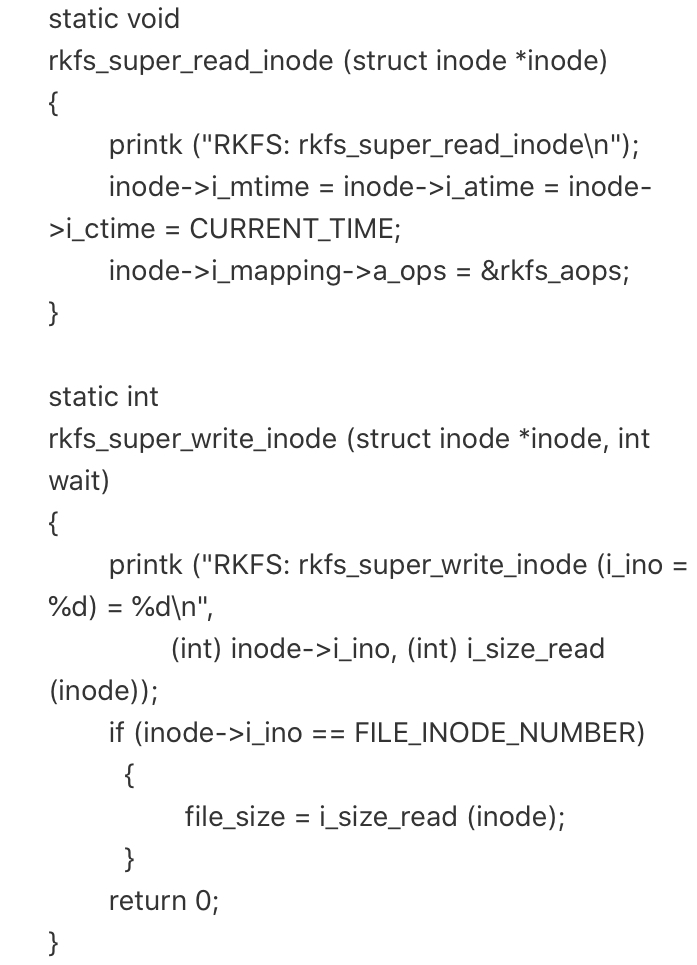 static void
rkfs_super_read_inode (struct inode *inode)
{
printk ("RKFS: rkfs_super_read_inode\n");
inode->i_mtime = inode->i_atime = inode-
>i_ctime = CURRENT_TIME;
inode->i_mapping->a_ops = &rkfs_aops;
}
static int
rkfs_super_write_inode (struct inode *inode, int
wait)
{
printk ("RKFS: rkfs_super_write_inode (i_ino =
%d) = %d\n",
(int) inode->i_ino, (int) i_size_read
(inode));
if (inode->i_ino == FILE_INODE_NUMBER)
{
file_size = i_size_read (inode);
}
return 0;
}